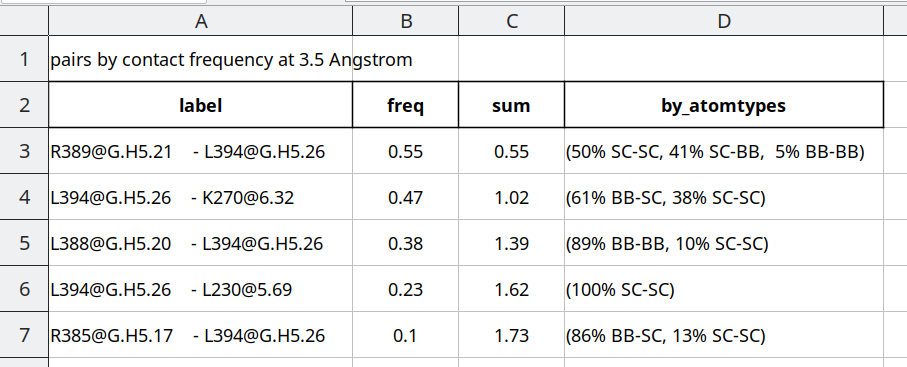 A B C D
1 pairs by contact frequency at 3.5 Angstrom
2 label freq sum by_atomtypes
3 R389@G.H5.21 - L394@G.H5.26 0.55 0.55 (50% SC-SC, 41% SC-BB, 5% BB-BB)
4 L394@G.H5.26 - K270@6.32 0.47 1.02 (61% BB-SC, 38% SC-SC)
5 L388@G.H5.20 - L394@G.H5.26 0.38 1.39 (89% BB-BB, 10% SC-SC)
6 L394@G.H5.26 - L230@5.69 0.23 1.62 (100% SC-SC)
7 R385@G.H5.17 - L394@G.H5.26 0.1 1.73 (86% BB-SC, 13% SC-SC)